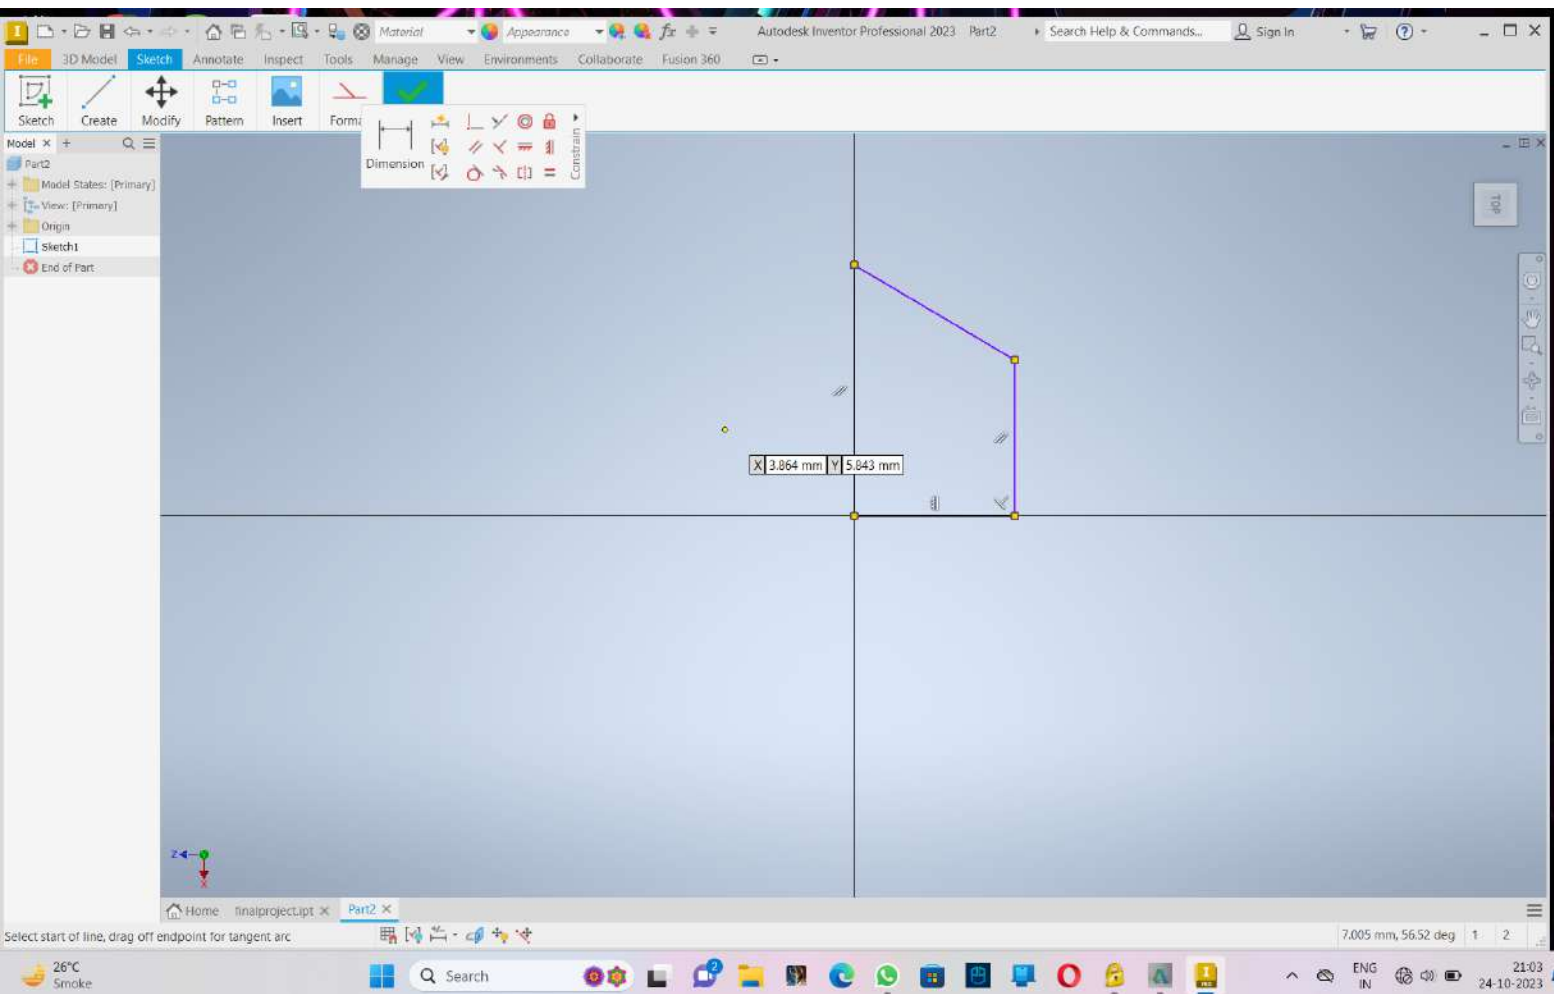 Material
Appearance
fx
Autodesk Inventor Professional 2023 Part2
Search Help & Commands...
Sign In
File
3D Model
Sketch
Annotate
Inspect
Tools
Manage
View
Environments
Collaborate
Fusion 360
Sketch
Create
Modify
Pattern
Insert
Forma
Dimension
Constrain
Model
Part2
Model States: [Primary]
View: [Primary]
Origin
Sketch1
End of Part
TOP
X 3.864 mm Y 5.843 mm
Z
X
Home
finalproject.ipt
Part2
Select start of line, drag off endpoint for tangent arc
7.005 mm, 56.52 deg 1 2
26°C
Smoke
Search
2
ENG
IN
21:03
24-10-2023